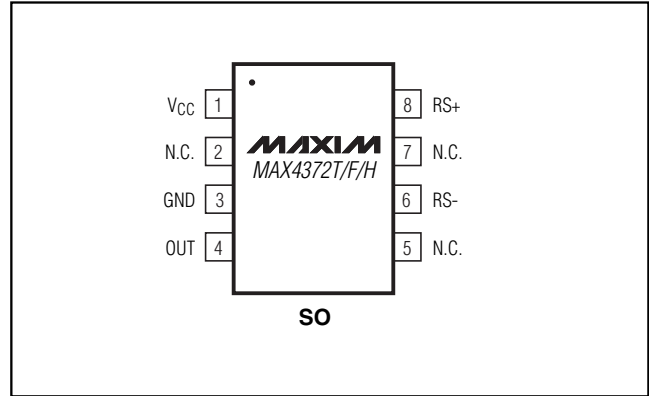 VCC 1 8 RS+
N.C. 2 MAXIM 7 N.C.
MAX4372T/F/H
GND 3 6 RS-
OUT 4 5 N.C.
SO